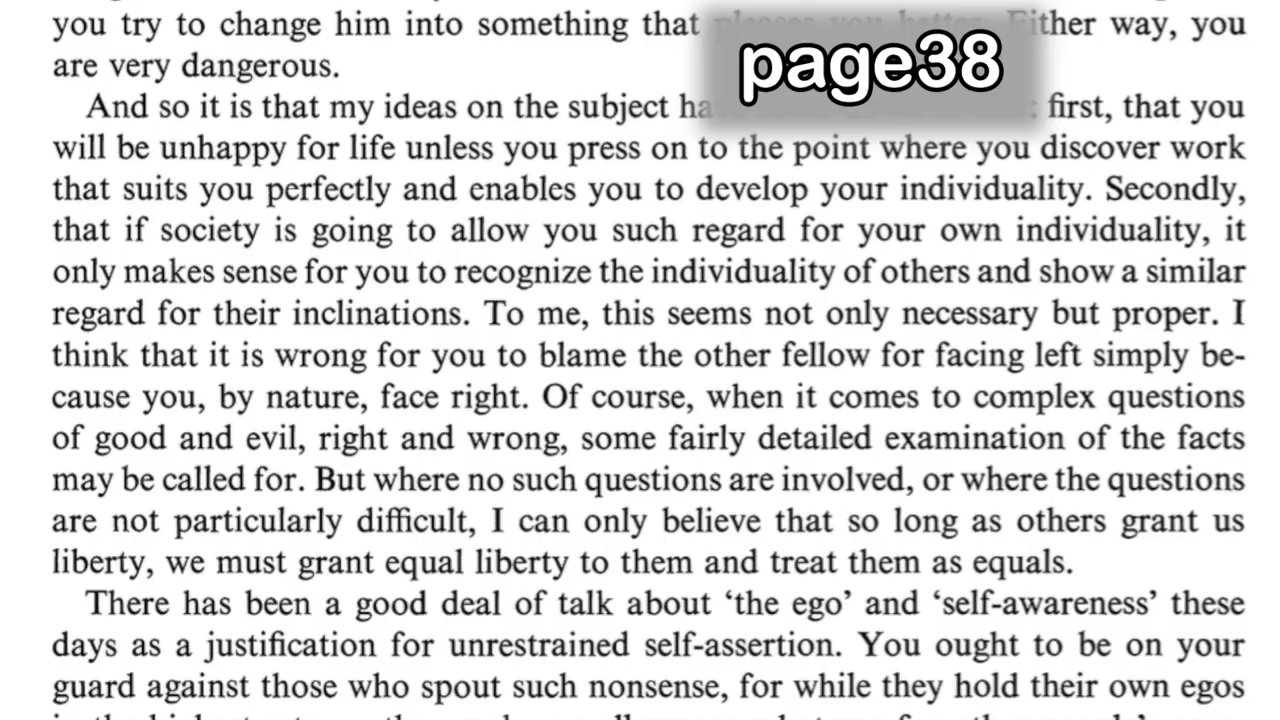 you try to change him into something that Either way, you
page38
are very dangerous.
And so it is that my ideas on the subject first, that you
will be unhappy for life unless you press on to the point where you discover work
that suits you perfectly and enables you to develop your individuality. Secondly,
that if society is going to allow you such regard for your own individuality, it
only makes sense for you to recognize the individuality of others and show a similar
regard for their inclinations. To me, this seems not only necessary but proper. I
think that it is wrong for you to blame the other fellow for facing left simply be-
cause you, by nature, face right. Of course, when it comes to complex questions
of good and evil, right and wrong, some fairly detailed examination of the facts
may be called for. But where no such questions are involved, or where the questions
are not particularly difficult, I can only believe that so long as others grant us
liberty, we must grant equal liberty to them and treat them as equals.
There has been a good deal of talk about ‘the ego’ and ‘self-awareness’ these
days as a justification for unrestrained self-assertion. You ought to be on your
guard against those who spout such nonsense, for while they hold their own egos